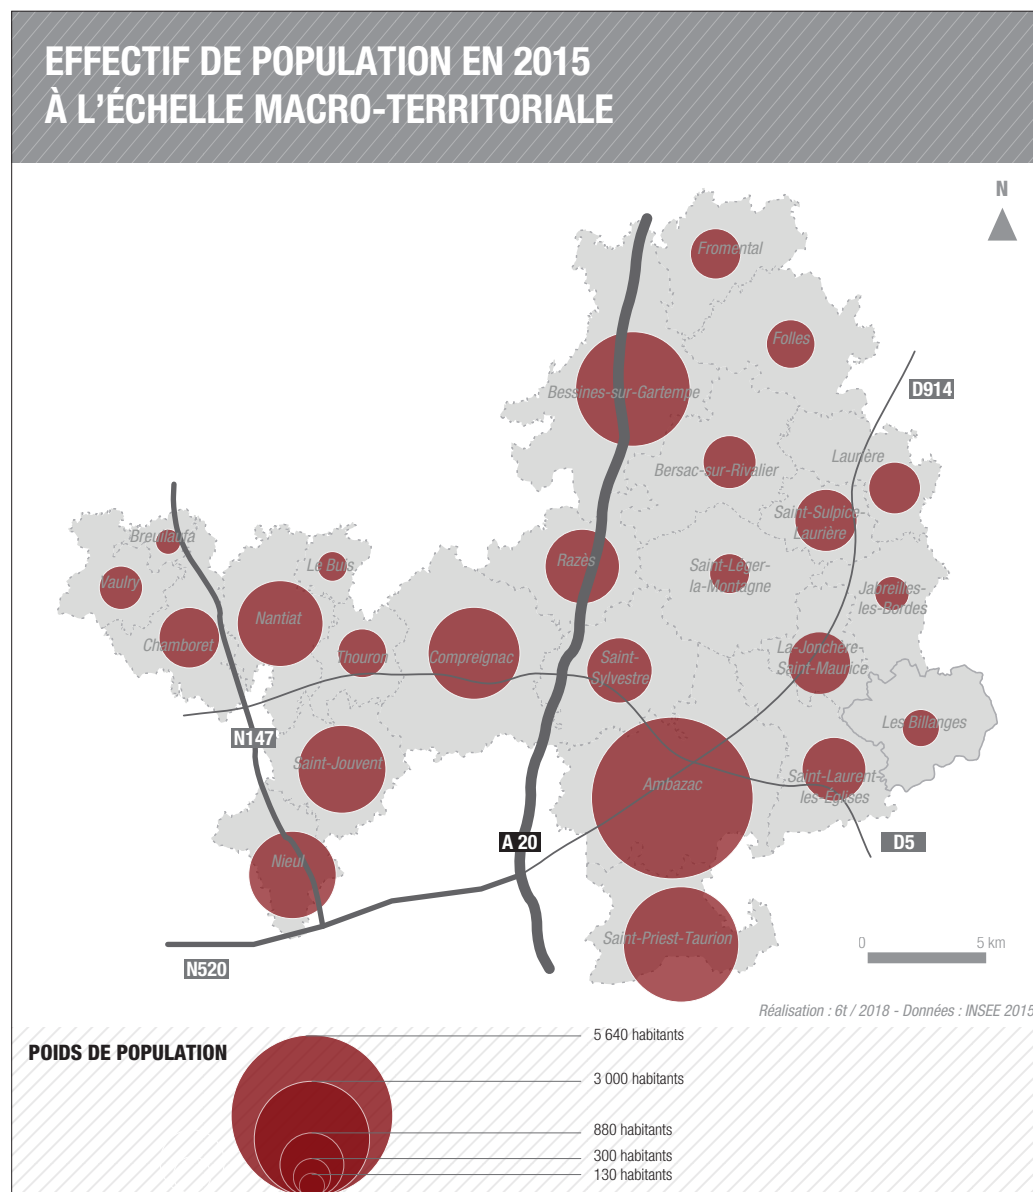 EFFECTIF DE POPULATION EN 2015
À L'ÉCHELLE MACRO-TERRITORIALE
N
Fromental
Folles
D914
Bessines-sur-Gartempe
Bersac-sur-Rivalier
Laurière
Saint-Sulpice-
Laurière
Breuilaufa
Le Buis
Razès
Saint-Léger-
la-Montagne
Vaulry
Jabreilles-
les-Bordes
Nantiat
Chamboret
Thouron
Compreignac
Saint-
Sylvestre
La-Jonchère-
Saint-Maurice
Les Billanges
N147
Saint-Jouvent
Ambazac
Saint-Laurent-
les-Églises
A 20
D5
Nieul
Saint-Priest-Taurion
0
5 km
N520
Réalisation : 6t / 2018 - Données : INSEE 2015
POIDS DE POPULATION
5 640 habitants
3 000 habitants
880 habitants
300 habitants
130 habitants